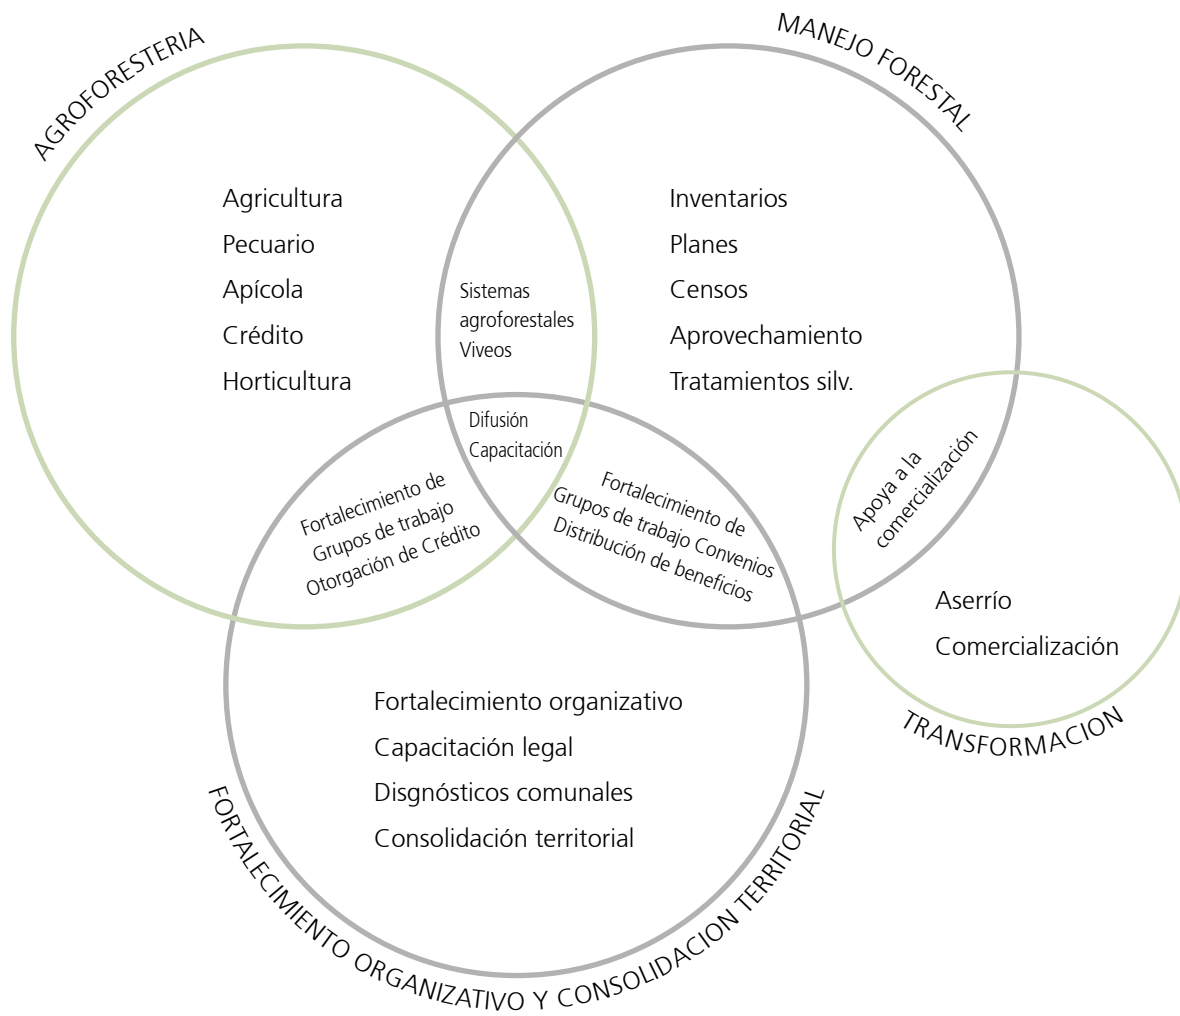 AGROFORESTERIA
Agricultura
Pecuario
Apícola
Crédito
Horticultura
MANEJO FORESTAL
Inventarios
Planes
Censos
Aprovechamiento
Tratamientos silv.
Sistemas
agroforestales
Viveos
Difusión
Capacitación
Fortalecimiento de
Grupos de trabajo
Otorgación de Crédito
Fortalecimiento de
Grupos de trabajo Convenios
Distribución de beneficios
Apoya a la
comercialización
Aserrío
Comercialización
TRANSFORMACION
Fortalecimiento organizativo
Capacitación legal
Disgnósticos comunales
Consolidación territorial
FORTALECIMIENTO ORGANIZATIVO Y CONSOLIDACION TERRITORIAL